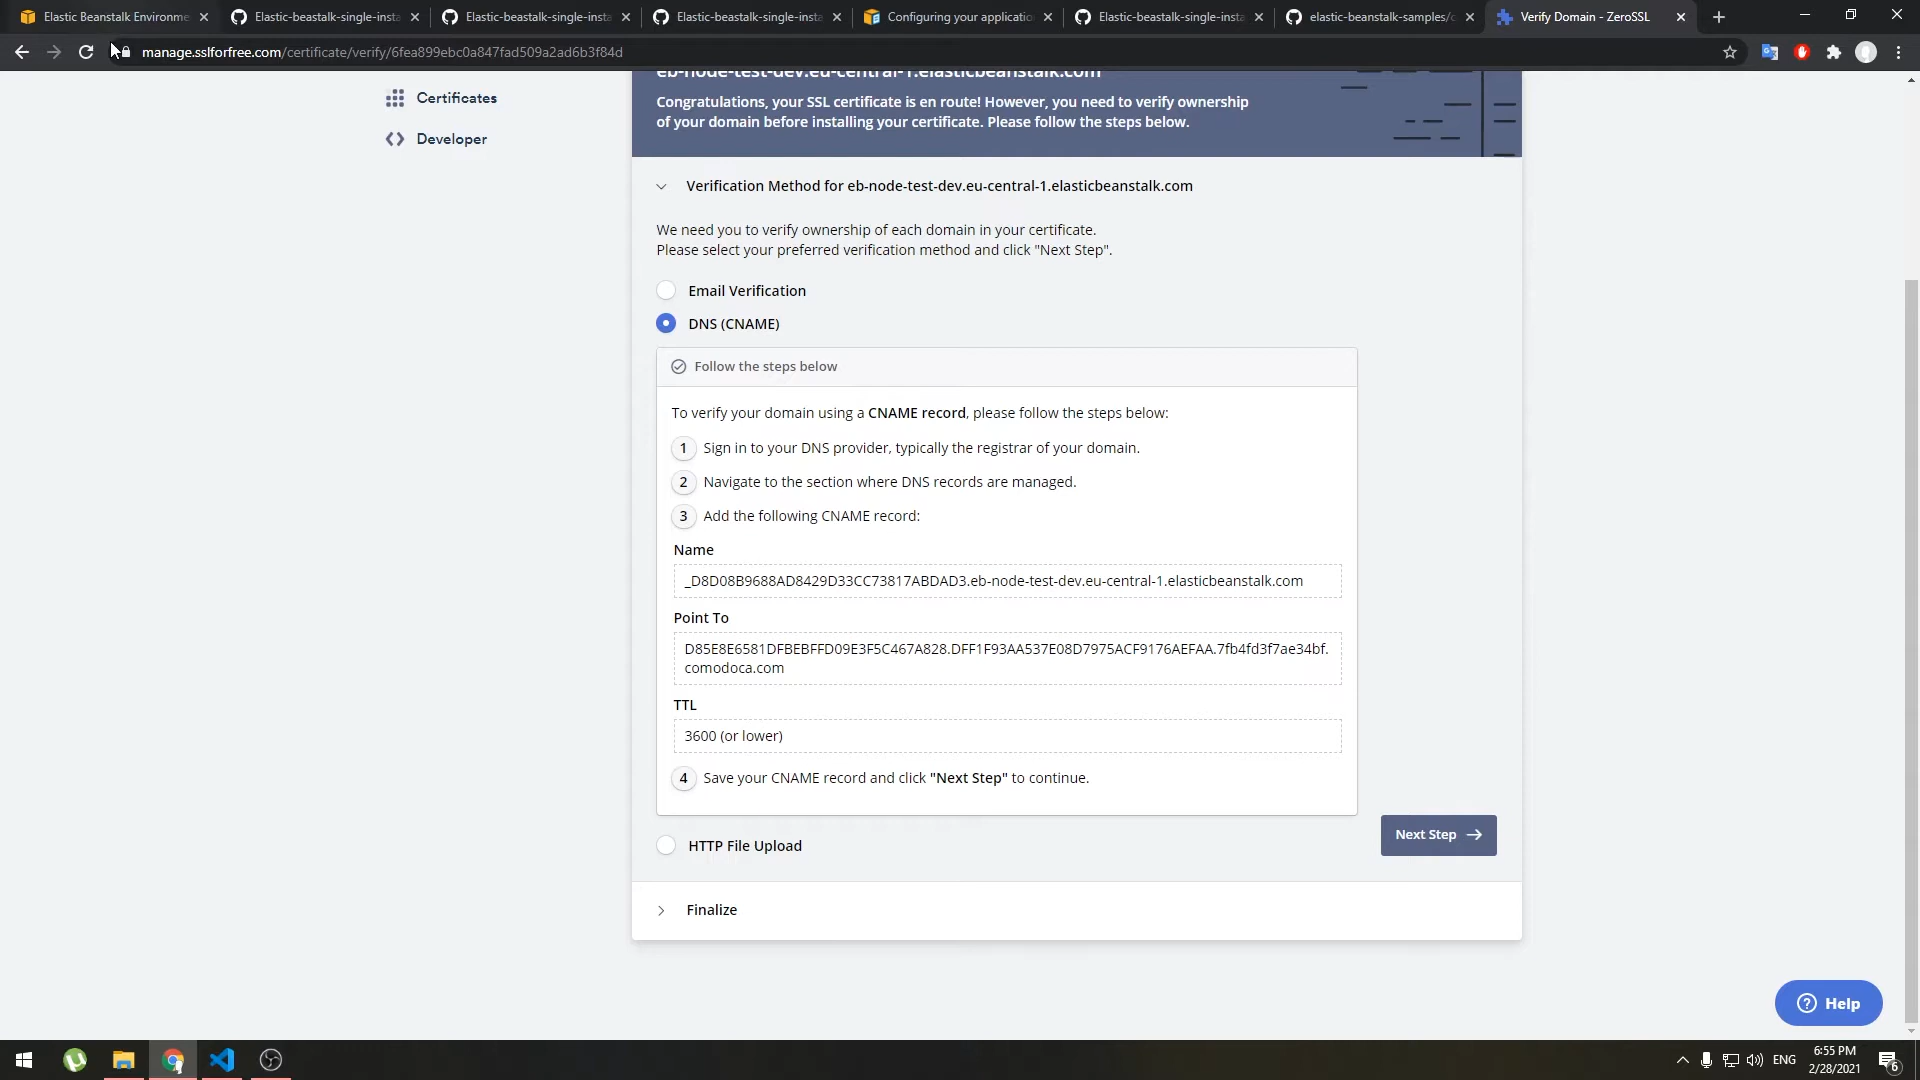 Elastic Beanstalk Environme
Elastic-beastalk-single-insta
Elastic-beastalk-single-insta
Elastic-beastalk-single-insta
Configuring your applicatio
Elastic-beastalk-single-insta
elastic-beanstalk-samples/c
Verify Domain - ZeroSSL
manage.sslforfree.com/certificate/verify/6fea899ebc0a847fad509a2ad6b3f84d
Certificates
Developer
eb-node-test-dev.eu-central-1.elasticbeanstalk.com
Congratulations, your SSL certificate is en route! However, you need to verify ownership
of your domain before installing your certificate. Please follow the steps below.
Verification Method for eb-node-test-dev.eu-central-1.elasticbeanstalk.com
We need you to verify ownership of each domain in your certificate.
Please select your preferred verification method and click "Next Step".
Email Verification
DNS (CNAME)
Follow the steps below
To verify your domain using a CNAME record, please follow the steps below:
1 Sign in to your DNS provider, typically the registrar of your domain.
2 Navigate to the section where DNS records are managed.
3 Add the following CNAME record:
Name
_D8D08B9688AD8429D33CC73817ABDAD3.eb-node-test-dev.eu-central-1.elasticbeanstalk.com
Point To
D85E8E6581DFBEBFFD09E3F5C467A828.DFF1F93AA537E08D7975ACF9176AEFAA.7fb4fd3f7ae34bf.
comodoca.com
TTL
3600 (or lower)
4 Save your CNAME record and click "Next Step" to continue.
Next Step
HTTP File Upload
Finalize
Help
ENG
6:55 PM
2/28/2021
6